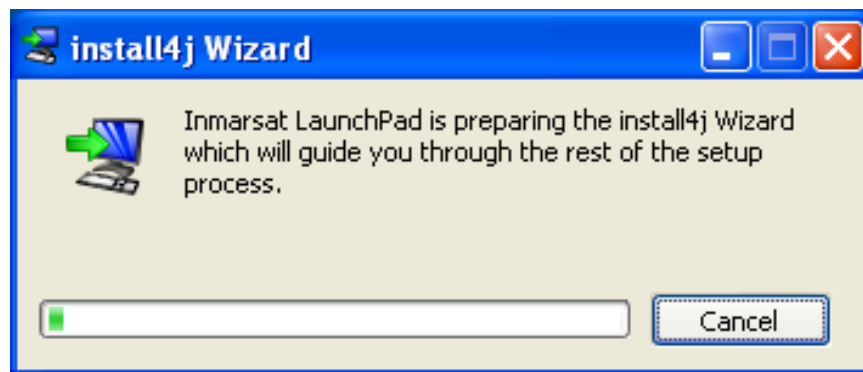 install4j Wizard
Inmarsat LaunchPad is preparing the install4j Wizard
which will guide you through the rest of the setup
process.
Cancel